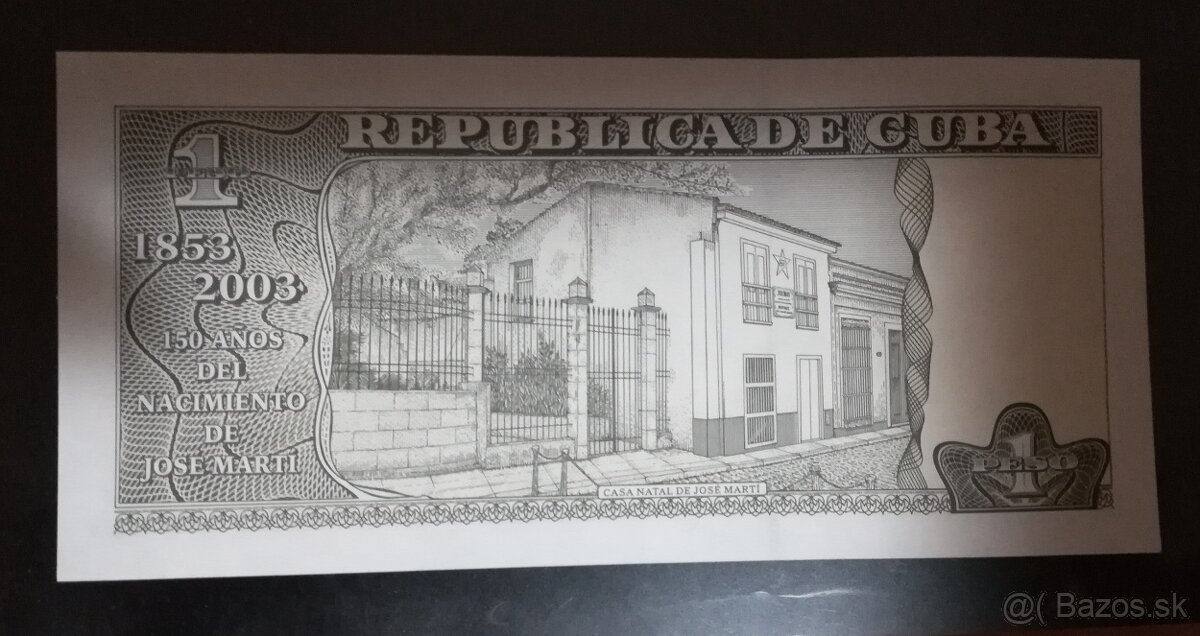 REPUBLICA DE CUBA
1
1853
2003
150 AÑOS
DEL
NACIMIENTO
DE
JOSÉ MARTÍ
CASA NATAL DE JOSÉ MARTÍ
1
PESO
@( Bazos.sk